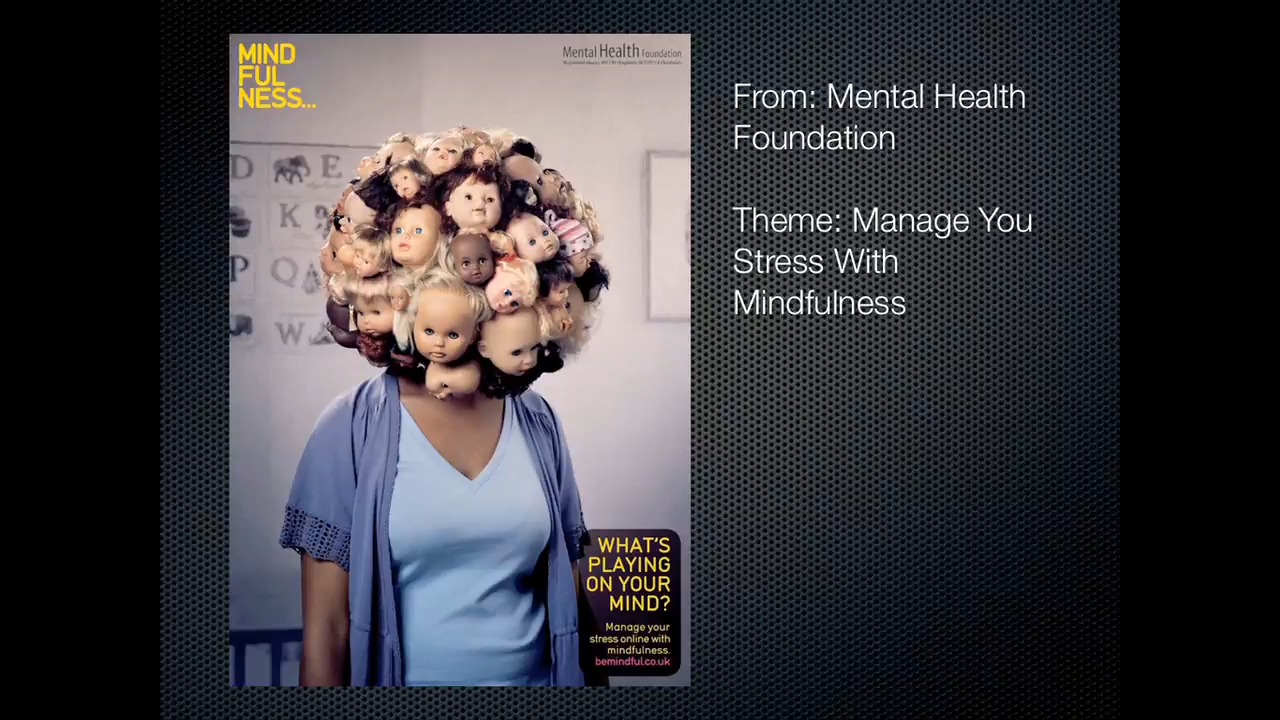 MIND
FUL
NESS...
Mental Health Foundation
D E
K
P Q
W
WHAT'S
PLAYING
ON YOUR
MIND?
Manage your
stress online with
mindfulness.
bemindful.co.uk
From: Mental Health
Foundation
Theme: Manage You
Stress With
Mindfulness